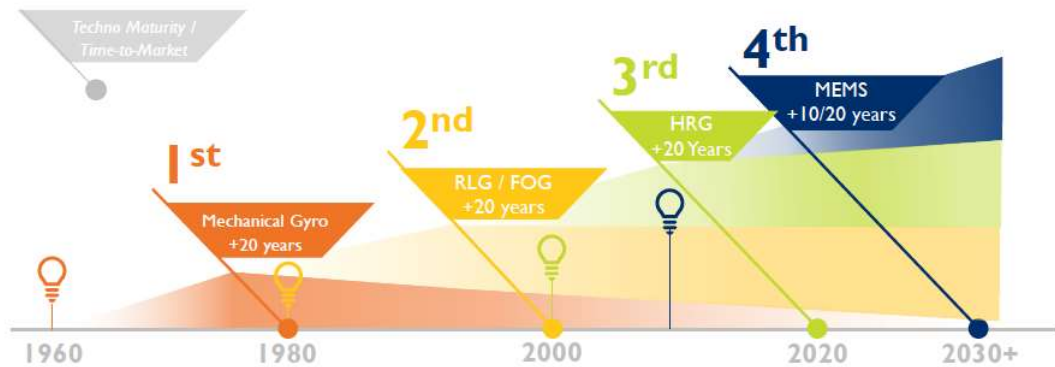 Techno Maturity /
Time-to-Market
1st
Mechanical Gyro
+20 years
2nd
RLG / FOG
+20 years
3rd
HRG
+20 Years
4th
MEMS
+10/20 years
1960
1980
2000
2020
2030+